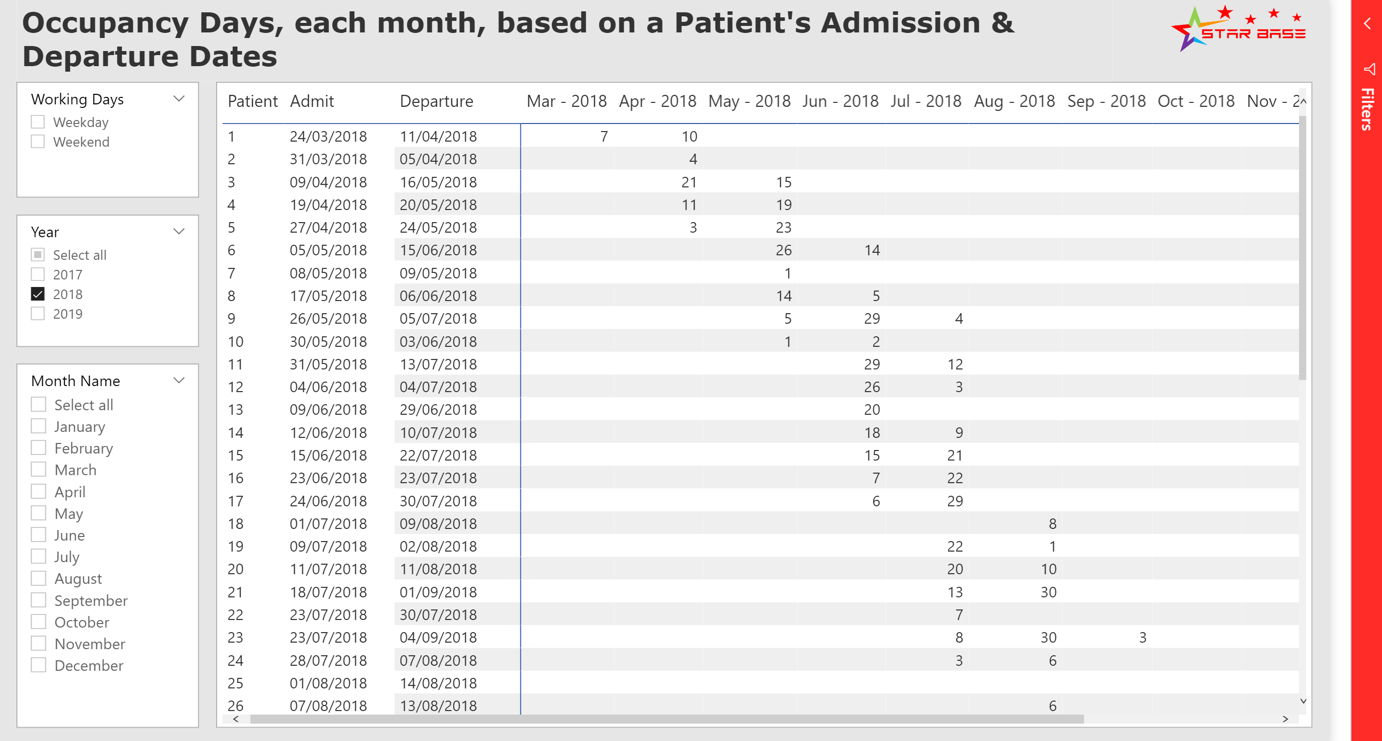 Occupancy Days, each month, based on a Patient's Admission &
Departure Dates
STAR BASE
Filters
Working Days
Weekday
Weekend
Year
Select all
2017
2018
2019
Month Name
Select all
January
February
March
April
May
June
July
August
September
October
November
December
Patient Admit Departure Mar - 2018 Apr - 2018 May - 2018 Jun - 2018 Jul - 2018 Aug - 2018 Sep - 2018 Oct - 2018 Nov - 2
1 24/03/2018 11/04/2018 7 10
2 31/03/2018 05/04/2018 4
3 09/04/2018 16/05/2018 21 15
4 19/04/2018 20/05/2018 11 19
5 27/04/2018 24/05/2018 3 23
6 05/05/2018 15/06/2018 26 14
7 08/05/2018 09/05/2018 1
8 17/05/2018 06/06/2018 14 5
9 26/05/2018 05/07/2018 5 29 4
10 30/05/2018 03/06/2018 1 2
11 31/05/2018 13/07/2018 29 12
12 04/06/2018 04/07/2018 26 3
13 09/06/2018 29/06/2018 20
14 12/06/2018 10/07/2018 18 9
15 15/06/2018 22/07/2018 15 21
16 23/06/2018 23/07/2018 7 22
17 24/06/2018 30/07/2018 6 29
18 01/07/2018 09/08/2018 8
19 09/07/2018 02/08/2018 22 1
20 11/07/2018 11/08/2018 20 10
21 18/07/2018 01/09/2018 13 30
22 23/07/2018 30/07/2018 7
23 23/07/2018 04/09/2018 8 30 3
24 28/07/2018 07/08/2018 3 6
25 01/08/2018 14/08/2018
26 07/08/2018 13/08/2018 6